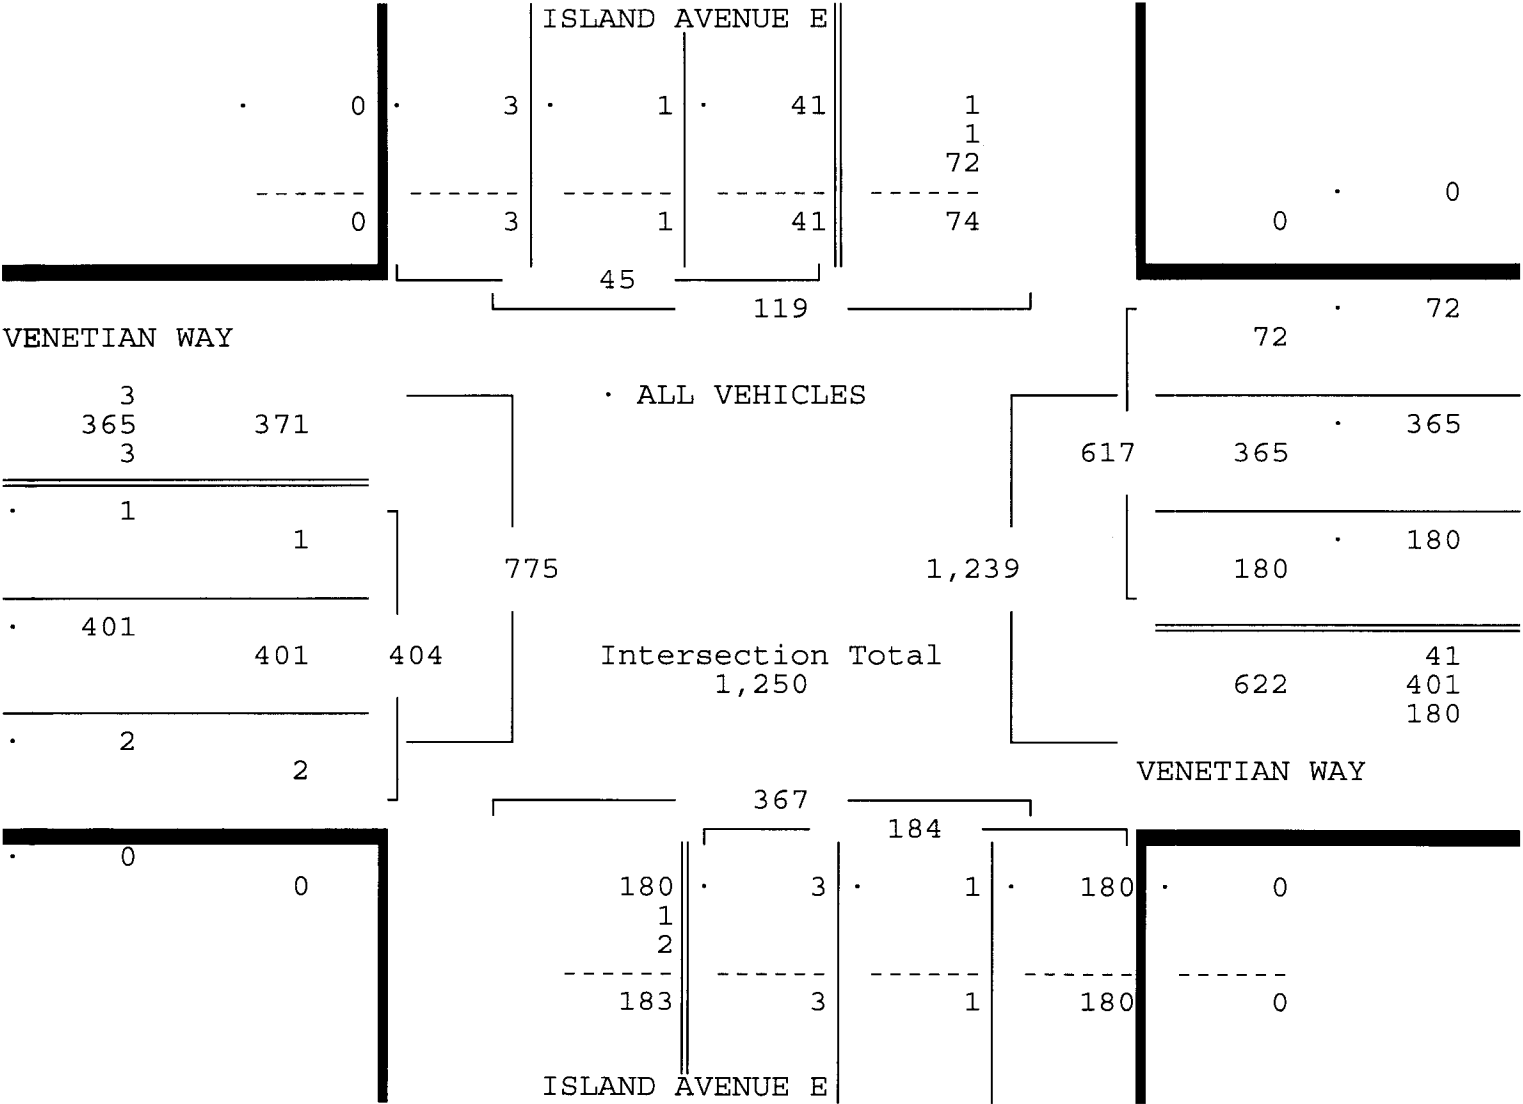 ISLAND AVENUE E
· 0 · 3 · 1 · 41 1
1
72
------ ------ ------ ------ ------
· 0
0 3 1 41 74 0
45
119 · 72
VENETIAN WAY 72
3 · ALL VEHICLES
365 371 · 365
3 617 365
· 1
1 · 180
775 1,239 180
· 401
401 404 Intersection Total 41
1,250 622 401
180
· 2
2 VENETIAN WAY
367
184
· 0
0 180 · 3 · 1 · 180 · 0
1
2
------ ------ ------ ------ ------
183 3 1 180 0
ISLAND AVENUE E